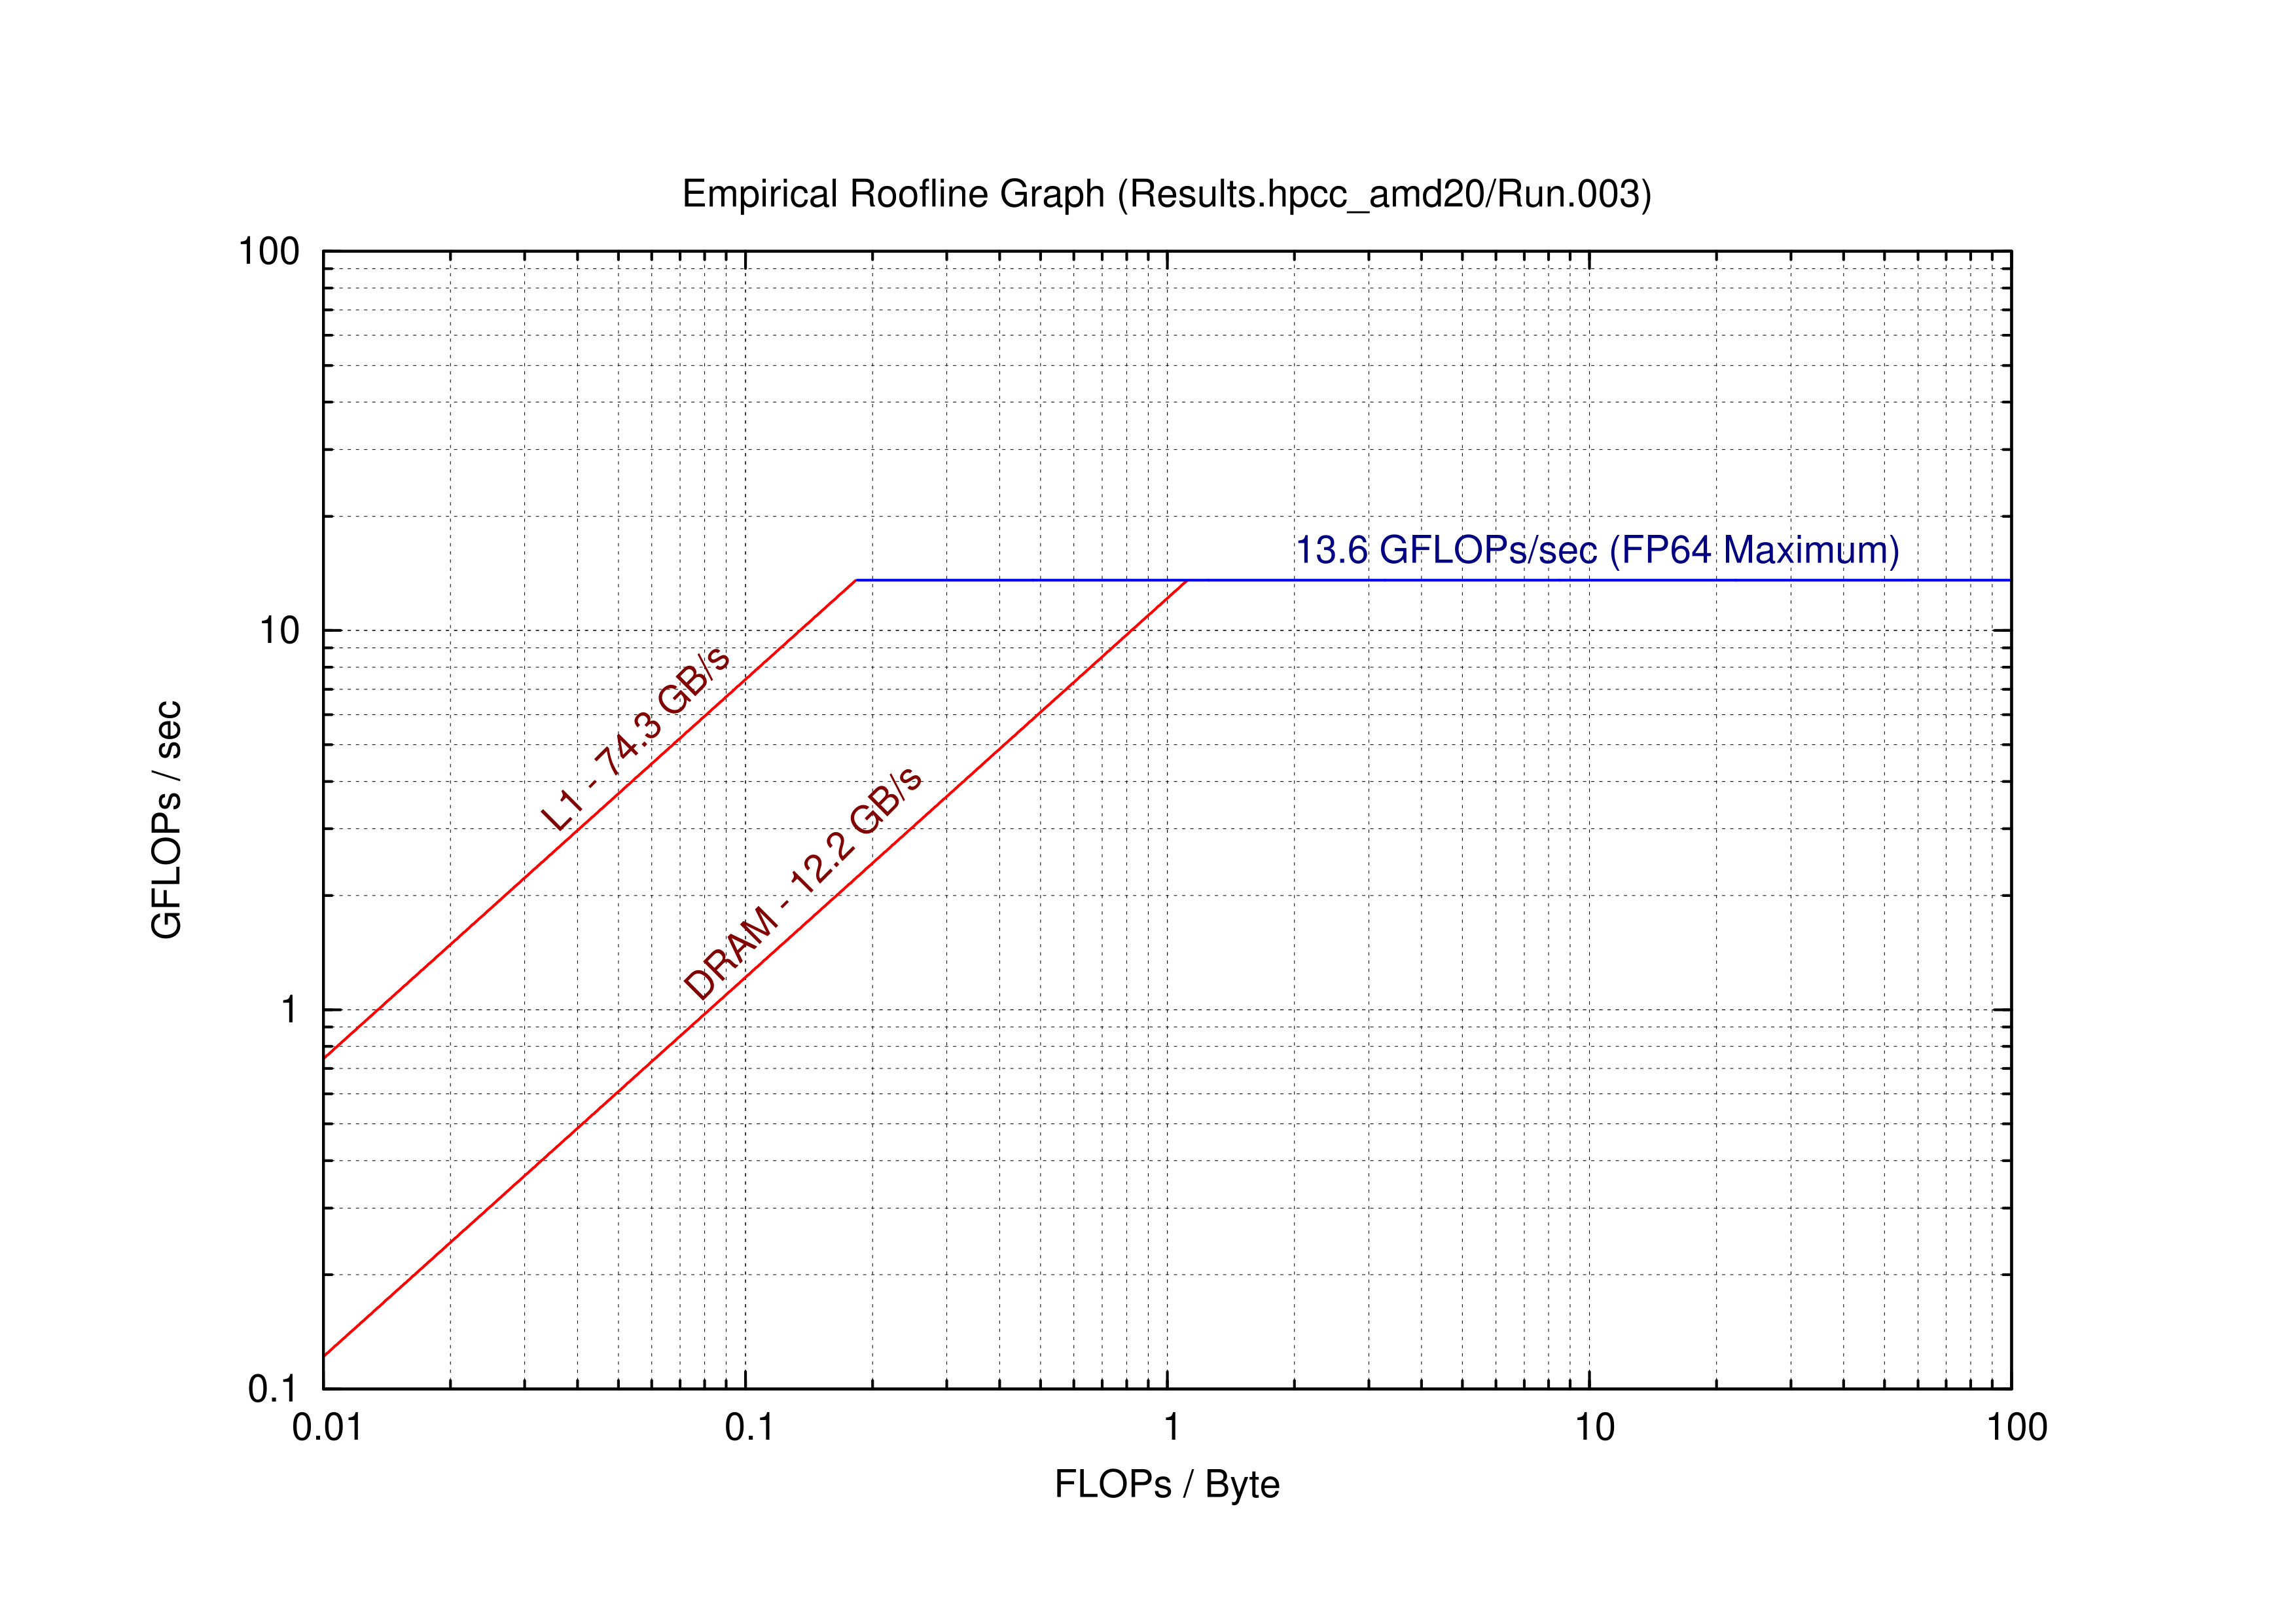 Empirical Roofline Graph (Results.hpcc_amd20/Run.003)
100
13.6 GFLOPs/sec (FP64 Maximum)
10
L1 - 74.3 GB/s
GFLOPs / sec
DRAM - 12.2 GB/s
1
0.1
0.01 0.1 1 10 100
FLOPs / Byte